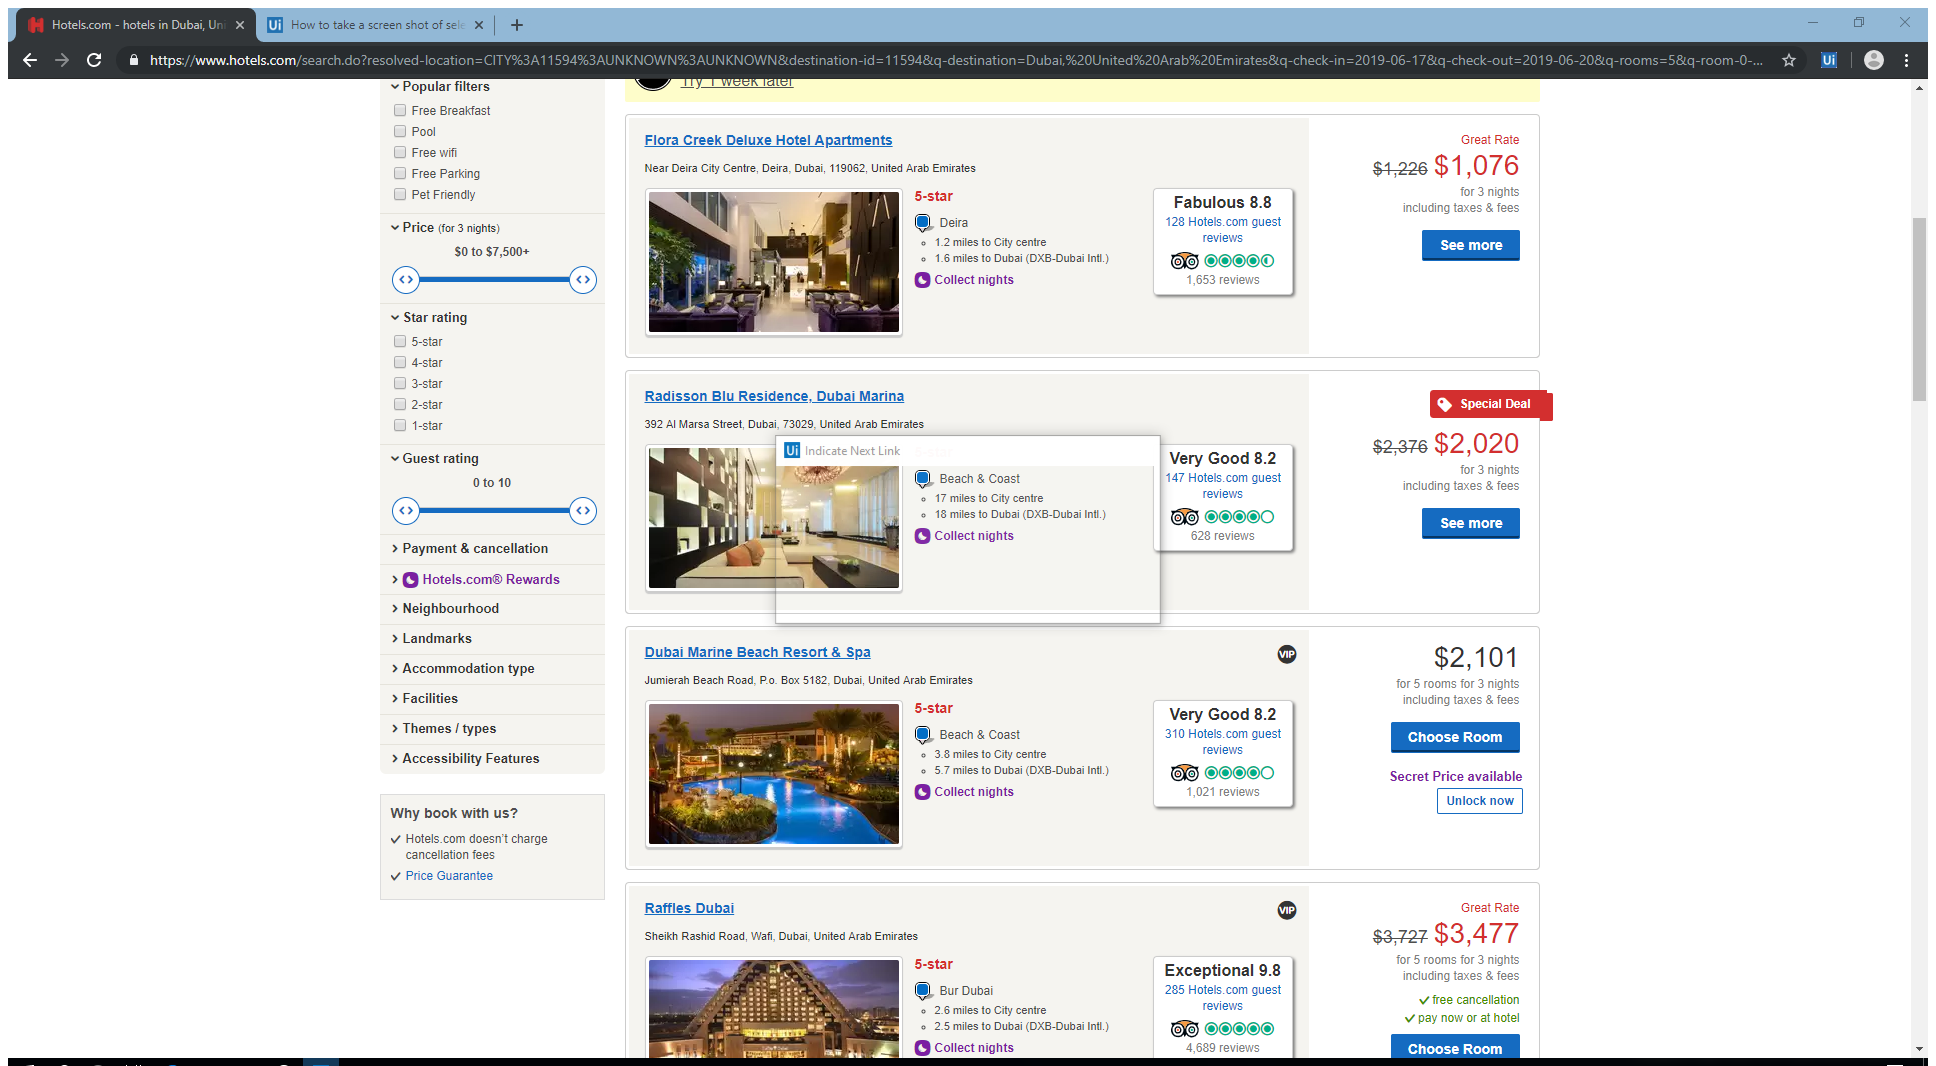 Hotels.com - hotels in Dubai, Uni
How to take a screen shot of sele
https://www.hotels.com/search.do?resolved-location=CITY%3A11594%3AUNKNOWN%3AUNKNOWN&destination-id=11594&q-destination=Dubai,%20United%20Arab%20Emirates&q-check-in=2019-06-17&q-check-out=2019-06-20&q-rooms=5&q-room-0-...
Ui
Popular filters
Free Breakfast
Pool
Free wifi
Free Parking
Pet Friendly
Price (for 3 nights)
$0 to $7,500+
Star rating
5-star
4-star
3-star
2-star
1-star
Guest rating
0 to 10
Payment & cancellation
Hotels.com® Rewards
Neighbourhood
Landmarks
Accommodation type
Facilities
Themes / types
Accessibility Features
Why book with us?
Hotels.com doesn't charge
cancellation fees
Price Guarantee
Try 1 week later
Flora Creek Deluxe Hotel Apartments
Near Deira City Centre, Deira, Dubai, 119062, United Arab Emirates
5-star
Deira
1.2 miles to City centre
1.6 miles to Dubai (DXB-Dubai Intl.)
Collect nights
Fabulous 8.8
128 Hotels.com guest
reviews
1,653 reviews
Great Rate
$1,226 $1,076
for 3 nights
including taxes & fees
See more
Radisson Blu Residence, Dubai Marina
392 Al Marsa Street, Dubai, 73029, United Arab Emirates
Ui Indicate Next Link
Beach & Coast
17 miles to City centre
18 miles to Dubai (DXB-Dubai Intl.)
Collect nights
Very Good 8.2
147 Hotels.com guest
reviews
628 reviews
Special Deal
$2,376 $2,020
for 3 nights
including taxes & fees
See more
Dubai Marine Beach Resort & Spa
VIP
Jumierah Beach Road, P.o. Box 5182, Dubai, United Arab Emirates
5-star
Beach & Coast
3.8 miles to City centre
5.7 miles to Dubai (DXB-Dubai Intl.)
Collect nights
Very Good 8.2
310 Hotels.com guest
reviews
1,021 reviews
$2,101
for 5 rooms for 3 nights
including taxes & fees
Choose Room
Secret Price available
Unlock now
Raffles Dubai
VIP
Sheikh Rashid Road, Wafi, Dubai, United Arab Emirates
5-star
Bur Dubai
2.6 miles to City centre
2.5 miles to Dubai (DXB-Dubai Intl.)
Collect nights
Exceptional 9.8
285 Hotels.com guest
reviews
4,689 reviews
Great Rate
$3,727 $3,477
for 5 rooms for 3 nights
including taxes & fees
free cancellation
pay now or at hotel
Choose Room